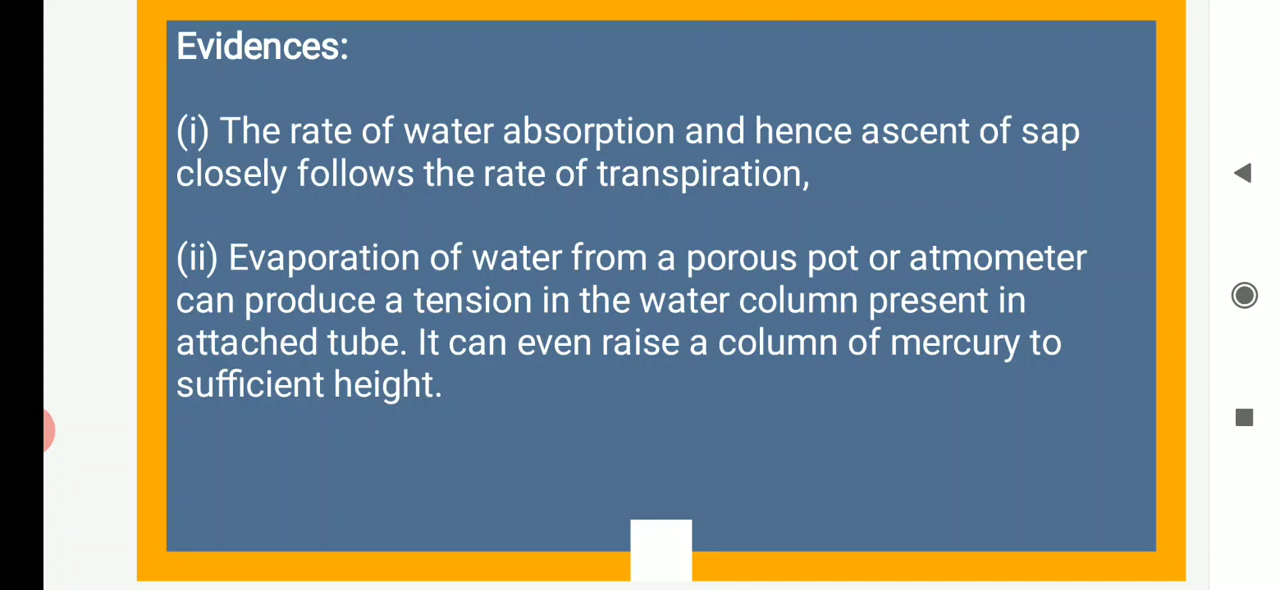 Evidences:
(i) The rate of water absorption and hence ascent of sap
closely follows the rate of transpiration,
(ii) Evaporation of water from a porous pot or atmometer
can produce a tension in the water column present in
attached tube. It can even raise a column of mercury to
sufficient height.